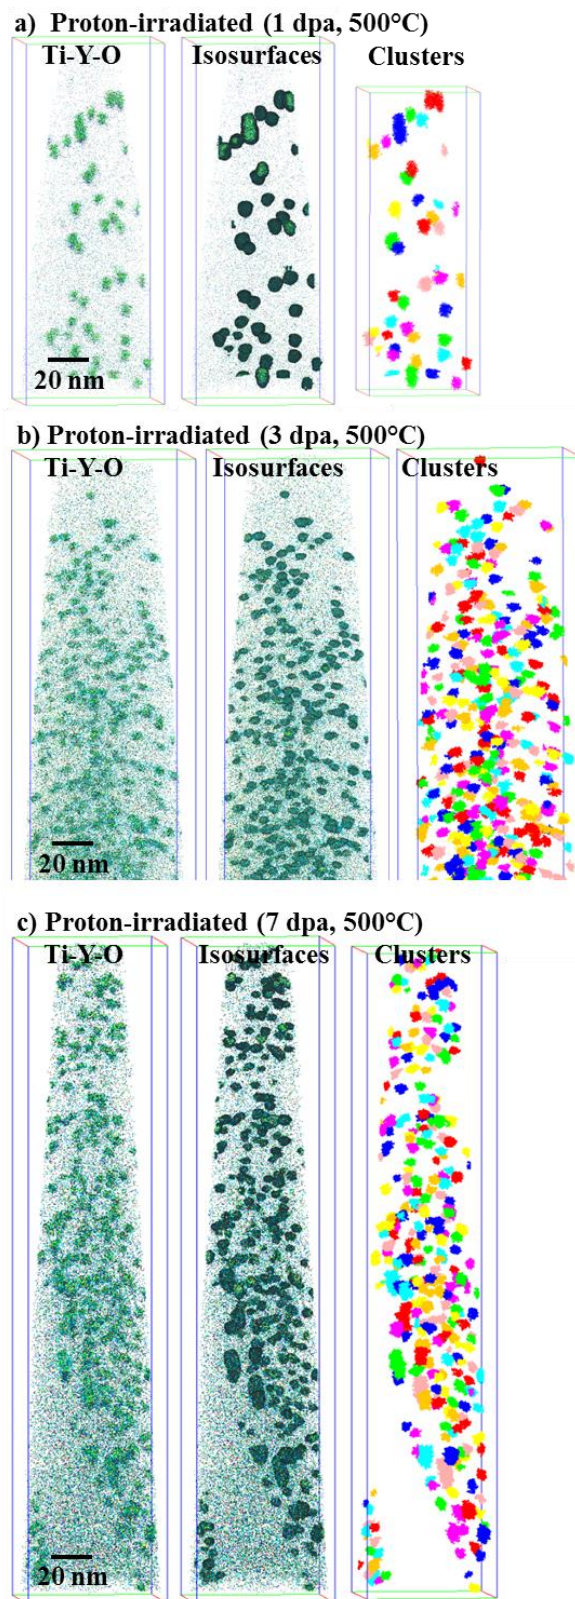 a) Proton-irradiated (1 dpa, 500°C)
Ti-Y-O Isosurfaces Clusters
20 nm
b) Proton-irradiated (3 dpa, 500°C)
Ti-Y-O Isosurfaces Clusters
20 nm
c) Proton-irradiated (7 dpa, 500°C)
Ti-Y-O Isosurfaces Clusters
20 nm